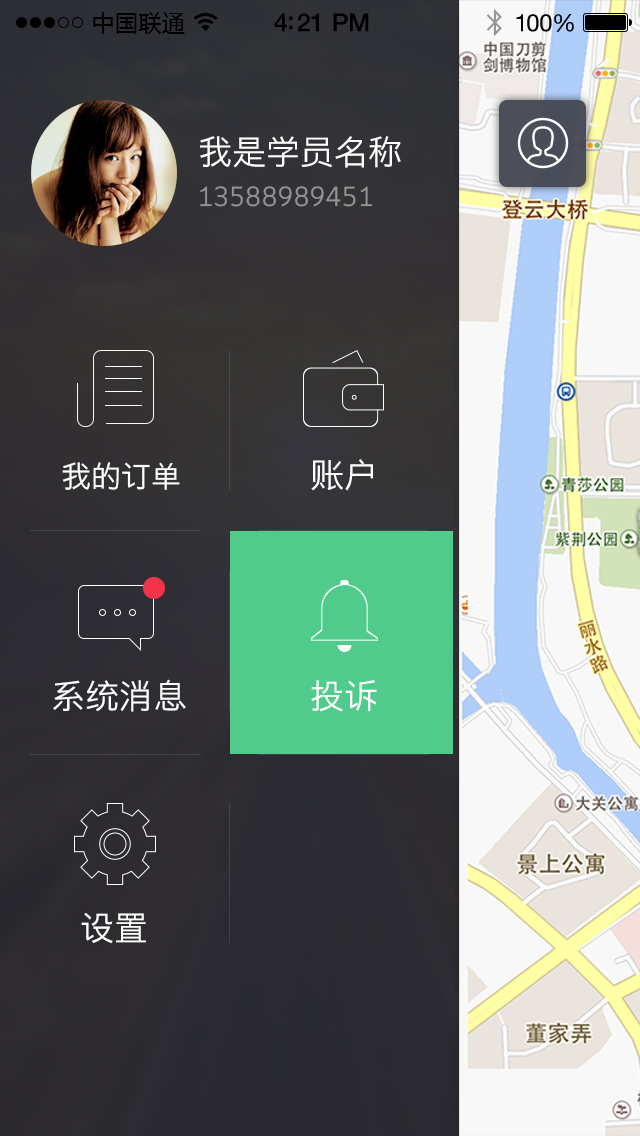 中国联通 4:21 PM 100%
中国刀剪
剑博物馆
我是学员名称
13588989451
登云大桥
我的订单
账户
青莎公园
紫荆公园
丽水路
系统消息
投诉
大关公寓
景上公寓
设置
董家弄